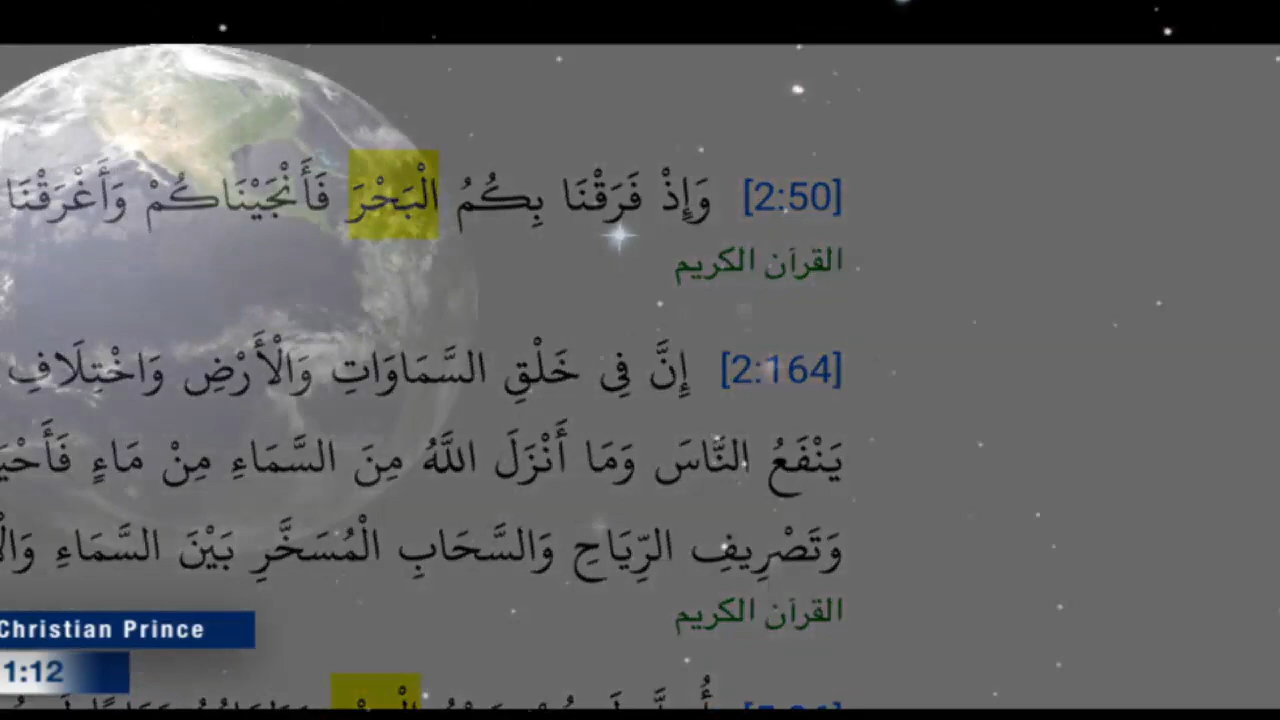 [2:50] وَإِذْ فَرَقْنَا بِكُمُ الْبَحْرَ فَأَنْجَيْنَاكُمْ وَأَغْرَقْنَا
القرآن الكريم
[2:164] إِنَّ فِي خَلْقِ السَّمَاوَاتِ وَالْأَرْضِ وَاخْتِلَافِ
يَنْفَعُ النَّاسَ وَمَا أَنْزَلَ اللَّهُ مِنَ السَّمَاءِ مِنْ مَاءٍ
وَتَصْرِيفِ الرِّيَاحِ وَالسَّحَابِ الْمُسَخَّرِ بَيْنَ السَّمَاءِ
القرآن الكريم
Christian Prince
1:12